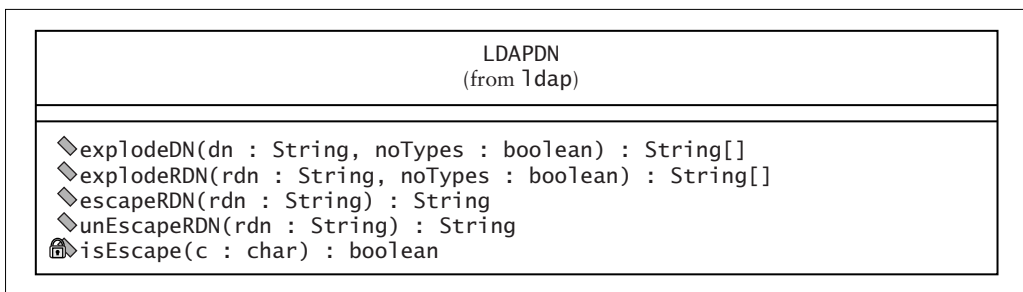 LDAPDN
(from ldap)
explodeDN(dn : String, noTypes : boolean) : String[]
explodeRDN(rdn : String, noTypes : boolean) : String[]
escapeRDN(rdn : String) : String
unEscapeRDN(rdn : String) : String
isEscape(c : char) : boolean